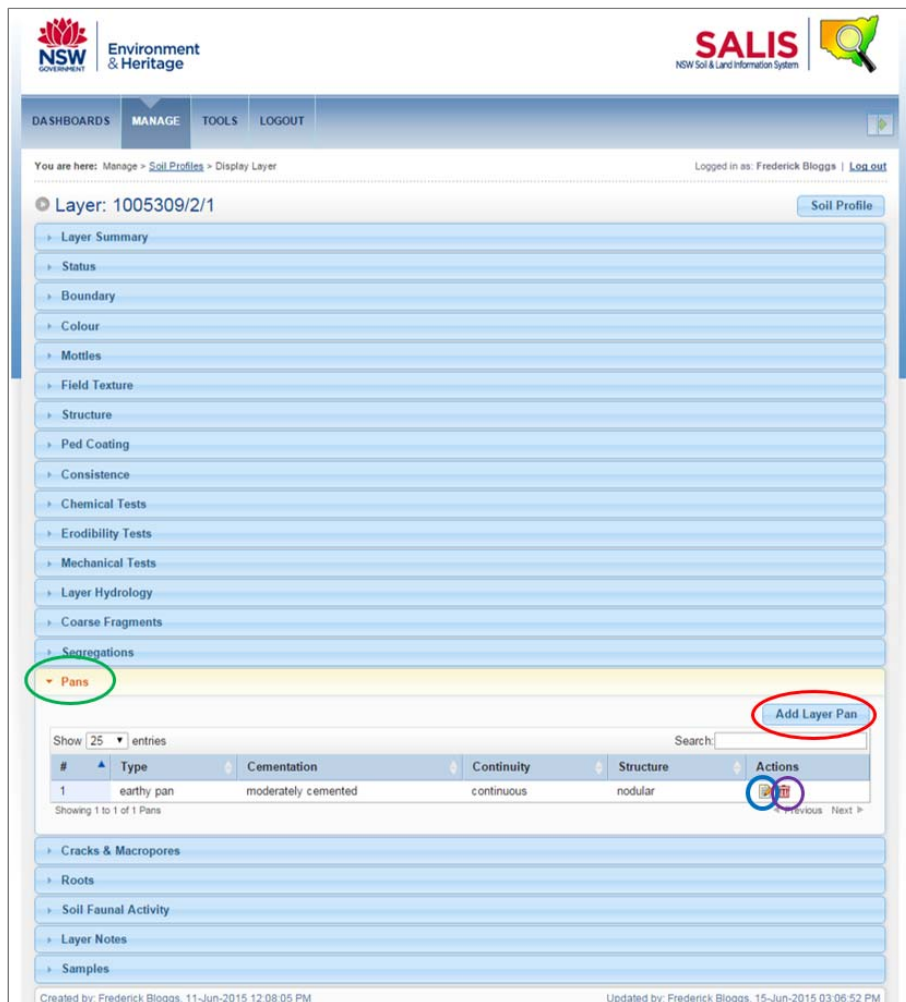 NSW
GOVERNMENT
Environment
& Heritage
SALIS
NSW Soil & Land Information System
DASHBOARDS MANAGE TOOLS LOGOUT
You are here: Manage > Soil Profiles > Display Layer Logged in as: Frederick Bloggs | Log out
Layer: 1005309/2/1 Soil Profile
Layer Summary
Status
Boundary
Colour
Mottles
Field Texture
Structure
Ped Coating
Consistence
Chemical Tests
Erodibility Tests
Mechanical Tests
Layer Hydrology
Coarse Fragments
Segregations
Pans
Add Layer Pan
Show 25 entries Search:
# Type Cementation Continuity Structure Actions
1 earthy pan moderately cemented continuous nodular
Showing 1 to 1 of 1 Pans Previous Next
Cracks & Macropores
Roots
Soil Faunal Activity
Layer Notes
Samples
Created by: Frederick Bloggs, 11-Jun-2015 12:08:05 PM Updated by: Frederick Bloggs, 15-Jun-2015 03:06:52 PM